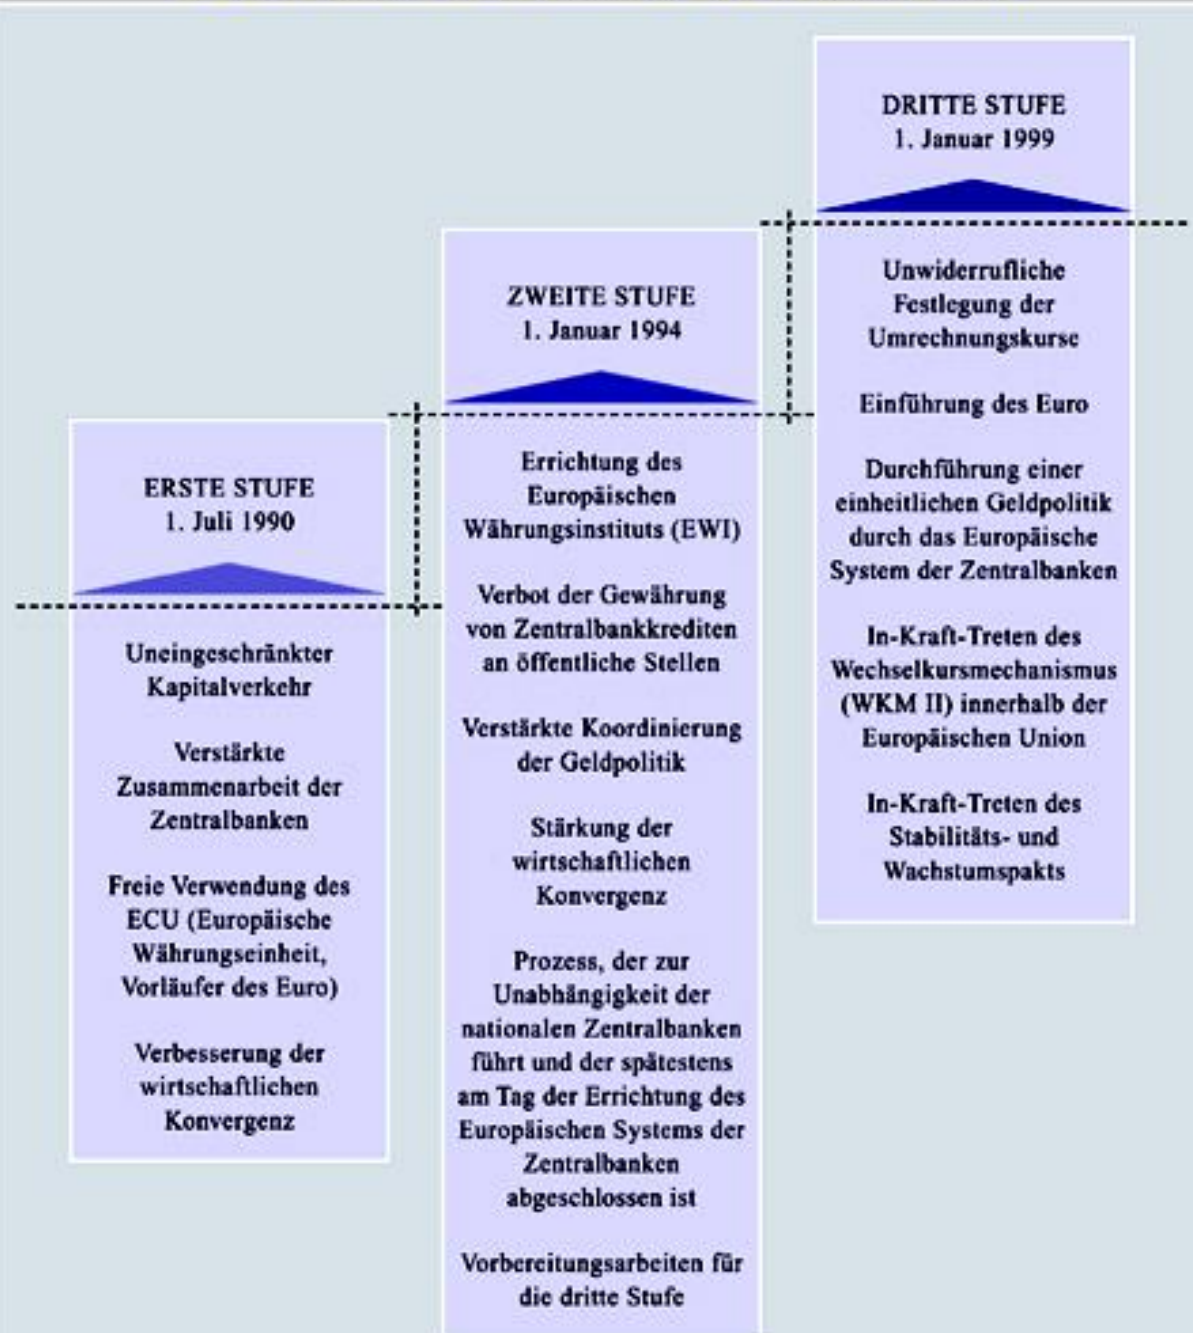 ERSTE STUFE
1. Juli 1990
Uneingeschränkter
Kapitalverkehr
Verstärkte
Zusammenarbeit der
Zentralbanken
Freie Verwendung des
ECU (Europäische
Währungseinheit,
Vorläufer des Euro)
Verbesserung der
wirtschaftlichen
Konvergenz
ZWEITE STUFE
1. Januar 1994
Errichtung des
Europäischen
Währungsinstituts (EWI)
Verbot der Gewährung
von Zentralbankkrediten
an öffentliche Stellen
Verstärkte Koordinierung
der Geldpolitik
Stärkung der
wirtschaftlichen
Konvergenz
Prozess, der zur
Unabhängigkeit der
nationalen Zentralbanken
führt und der spätestens
am Tag der Errichtung des
Europäischen Systems der
Zentralbanken
abgeschlossen ist
Vorbereitungsarbeiten für
die dritte Stufe
DRITTE STUFE
1. Januar 1999
Unwiderrufliche
Festlegung der
Umrechnungskurse
Einführung des Euro
Durchführung einer
einheitlichen Geldpolitik
durch das Europäische
System der Zentralbanken
In-Kraft-Treten des
Wechselkursmechanismus
(WKM II) innerhalb der
Europäischen Union
In-Kraft-Treten des
Stabilitäts- und
Wachstumspakts